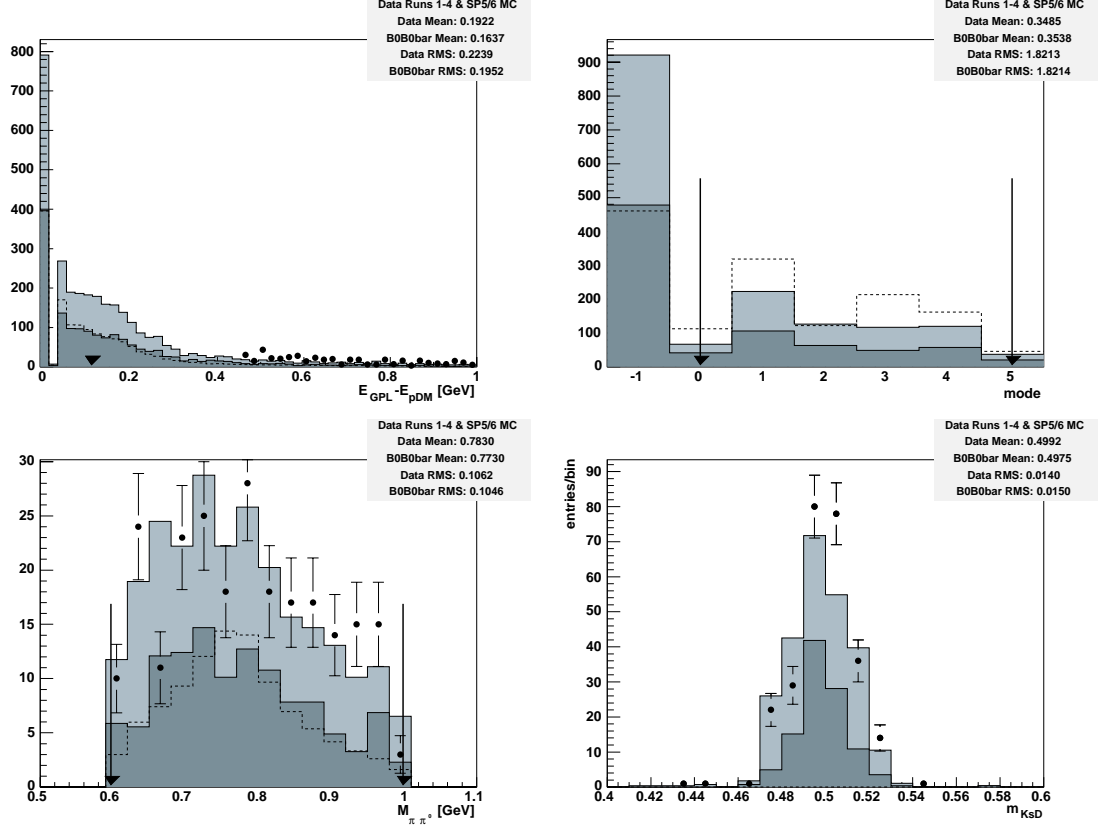 Data Runs 1-4 & SP5/6 MC
Data Mean: 0.1922
B0B0bar Mean: 0.1637
Data RMS: 0.2239
B0B0bar RMS: 0.1952
800
700
600
500
400
300
200
100
0
0 0.2 0.4 0.6 0.8 1
E GPL -E pDM [GeV]
Data Runs 1-4 & SP5/6 MC
Data Mean: 0.3485
B0B0bar Mean: 0.3538
Data RMS: 1.8213
B0B0bar RMS: 1.8214
900
800
700
600
500
400
300
200
100
0
-1 0 1 2 3 4 5
mode
Data Runs 1-4 & SP5/6 MC
Data Mean: 0.7830
B0B0bar Mean: 0.7730
Data RMS: 0.1062
B0B0bar RMS: 0.1046
30
25
20
15
10
5
0
0.5 0.6 0.7 0.8 0.9 1 1.1
M π π° [GeV]
Data Runs 1-4 & SP5/6 MC
Data Mean: 0.4992
B0B0bar Mean: 0.4975
Data RMS: 0.0140
B0B0bar RMS: 0.0150
entries/bin
90
80
70
60
50
40
30
20
10
0
0.4 0.42 0.44 0.46 0.48 0.5 0.52 0.54 0.56 0.58 0.6
m KsD